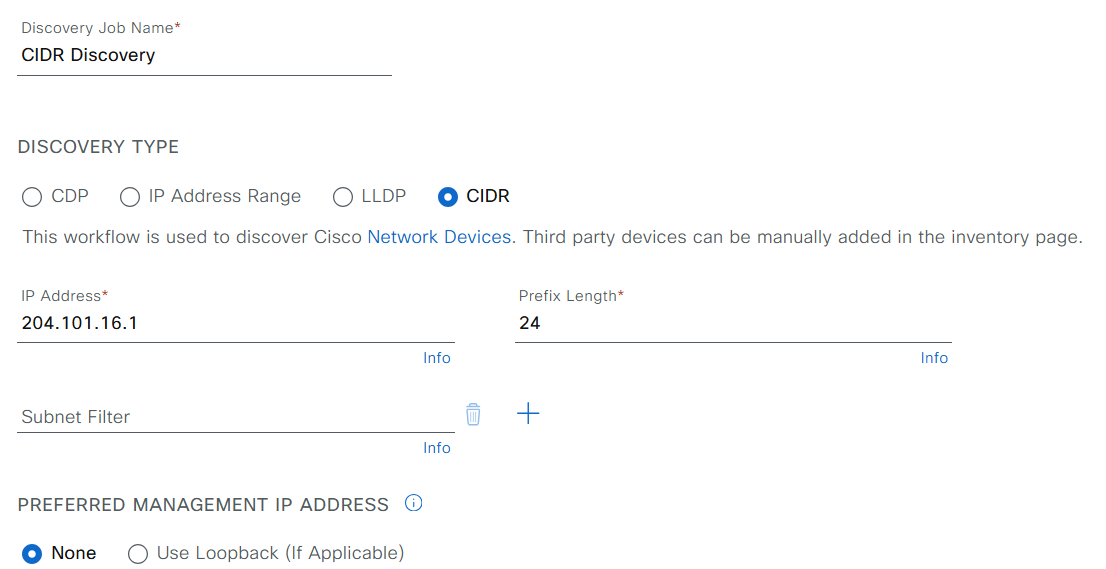 Discovery Job Name*
CIDR Discovery
DISCOVERY TYPE
CDP IP Address Range LLDP CIDR
This workflow is used to discover Cisco Network Devices. Third party devices can be manually added in the inventory page.
IP Address* Prefix Length*
204.101.16.1 24
Info Info
Subnet Filter
Info
PREFERRED MANAGEMENT IP ADDRESS
None Use Loopback (If Applicable)